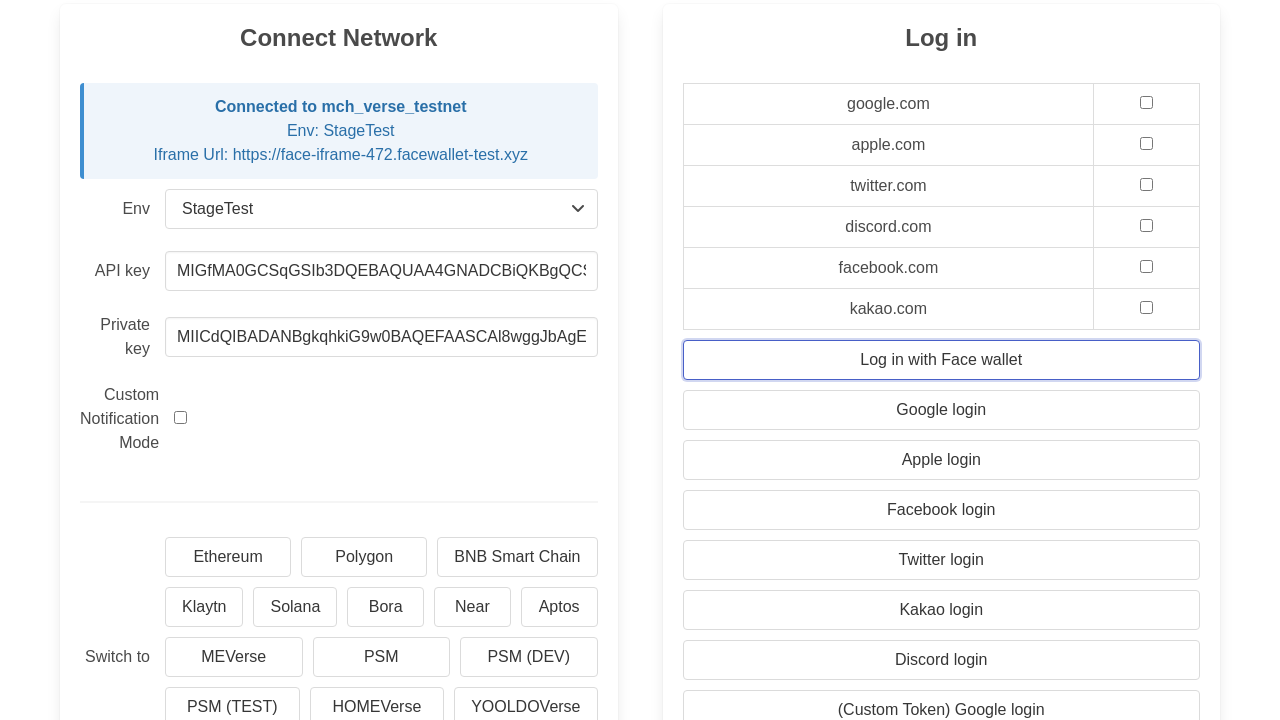 Connect Network
Connected to mch_verse_testnet
Env: StageTest
Iframe Url: https://face-iframe-472.facewallet-test.xyz
Env
StageTest
API key
MIGfMA0GCSqGSIb3DQEBAQUAA4GNADCBiQKBgQCS
Private
key
MIICdQIBADANBgkqhkiG9w0BAQEFAASCAl8wggJbAgE
Custom
Notification
Mode
Switch to
Ethereum
Polygon
BNB Smart Chain
Klaytn
Solana
Bora
Near
Aptos
MEVerse
PSM
PSM (DEV)
PSM (TEST)
HOMEVerse
YOOLDOVerse
Log in
google.com
apple.com
twitter.com
discord.com
facebook.com
kakao.com
Log in with Face wallet
Google login
Apple login
Facebook login
Twitter login
Kakao login
Discord login
(Custom Token) Google login